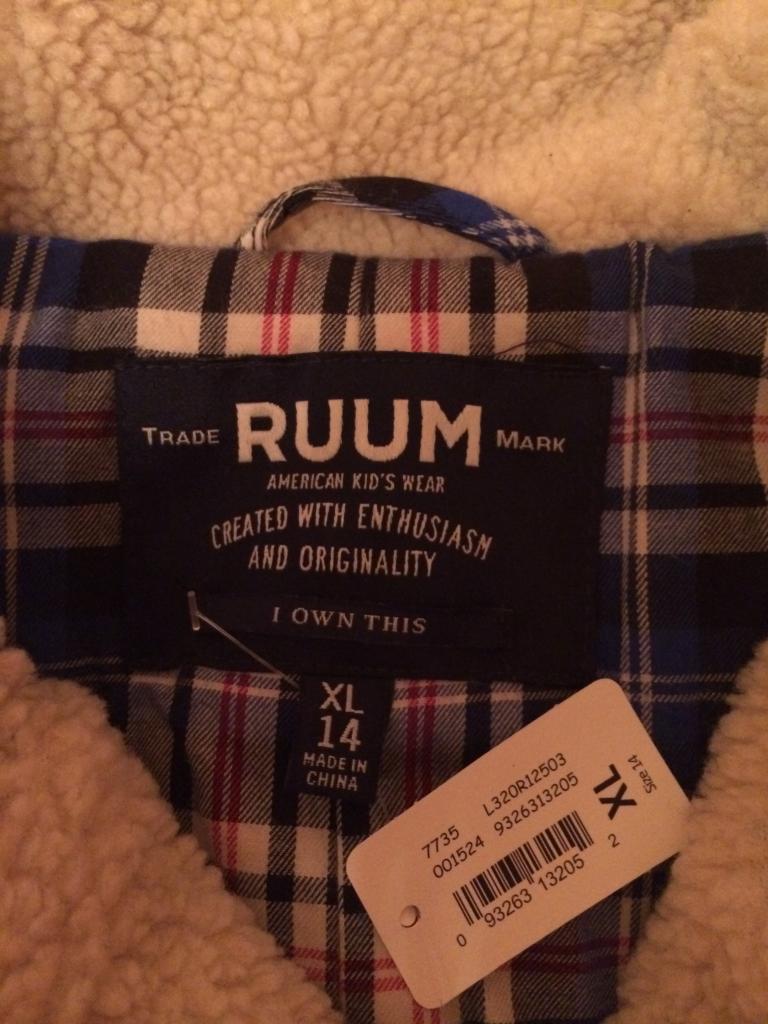 TRADE RUUM MARK
AMERICAN KID'S WEAR
CREATED WITH ENTHUSIASM
AND ORIGINALITY
I OWN THIS
XL
14
MADE IN
CHINA
7735 L320R12503
001524 9326313205
0 93263 13205 2
XL
Size 14